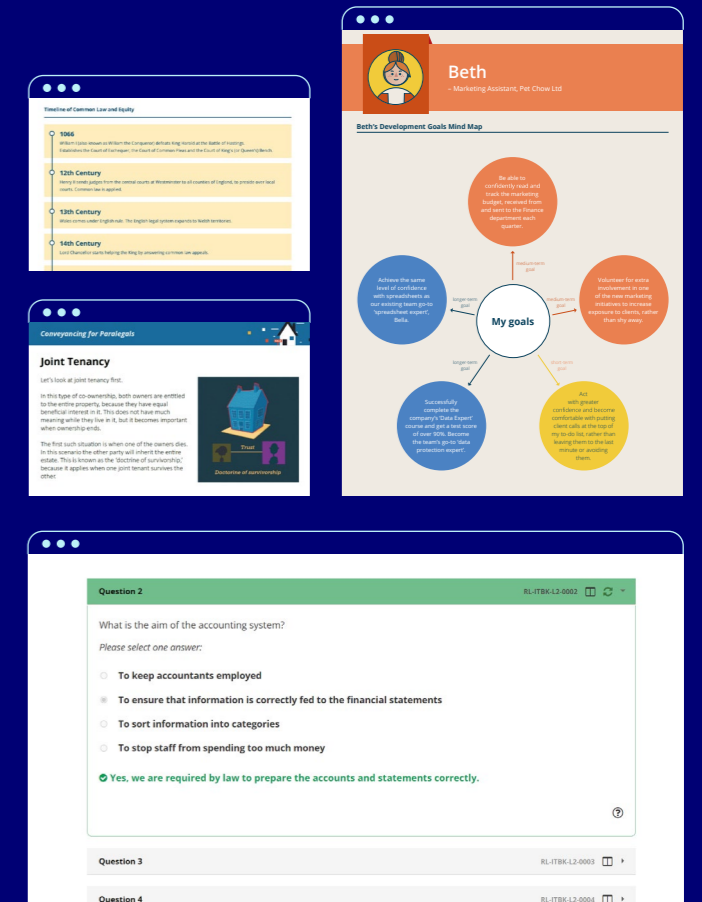 Timeline of Common Law and Equity
1066
William I (also known as William the Conqueror) defeats King Harold at the Battle of Hastings.
Establishes the Court of Exchequer, the Court of Common Pleas and the Court of King's (or Queen's) Bench.
12th Century
Henry II sends judges from the central courts at Westminster to all counties of England, to preside over local
courts. Common law is applied.
13th Century
Wales comes under English rule. The English legal system expands to Welsh territories.
14th Century
Lord Chancellor starts helping the King by answering common law appeals.
Conveyancing for Paralegals
Joint Tenancy
Let's look at joint tenancy first.
In this type of co-ownership, both owners are entitled
to the entire property, because they have equal
beneficial interest in it. This does not have much
meaning while they live in it, but it becomes important
when ownership ends.
The first such situation is when one of the owners dies.
In this scenario the other party will inherit the entire
estate. This is known as the 'doctrine of survivorship,'
because it applies when one joint tenant survives the
other.
Trust
Doctorine of survivorship
Beth
– Marketing Assistant, Pet Chow Ltd
Beth's Development Goals Mind Map
Be able to
confidently read and
track the marketing
budget, received from
and sent to the Finance
department each
quarter.
medium-term
goal
Achieve the same
level of confidence
with spreadsheets as
our existing team go-to
'spreadsheet expert',
Bella.
longer-term
goal
My goals
medium-term
goal
Volunteer for extra
involvement in one
of the new marketing
initiatives to increase
exposure to clients, rather
than shy away.
longer-term
goal
short-term
goal
Successfully
complete the
company's 'Data Expert'
course and get a test score
of over 90%. Become
the team's go-to 'data
protection expert'.
Act
with greater
confidence and become
comfortable with putting
client calls at the top of
my to-do list, rather than
leaving them to the last
minute or avoiding
them.
Question 2
RL-ITBK-L2-0002
What is the aim of the accounting system?
Please select one answer:
To keep accountants employed
To ensure that information is correctly fed to the financial statements
To sort information into categories
To stop staff from spending too much money
Yes, we are required by law to prepare the accounts and statements correctly.
Question 3
RL-ITBK-L2-0003
Question 4
RL-ITBK-L2-0004